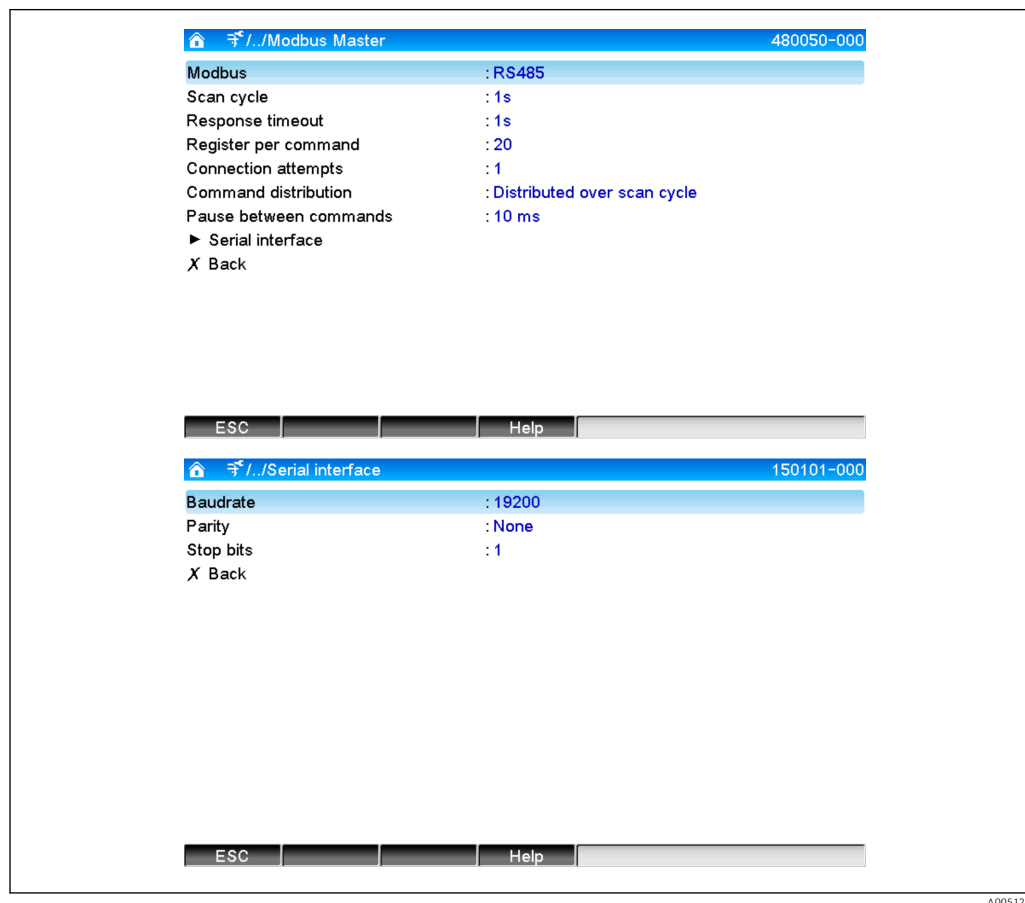 /../Modbus Master 480050-000
Modbus : RS485
Scan cycle : 1s
Response timeout : 1s
Register per command : 20
Connection attempts : 1
Command distribution : Distributed over scan cycle
Pause between commands : 10 ms
► Serial interface
X Back
ESC Help
/../Serial interface 150101-000
Baudrate : 19200
Parity : None
Stop bits : 1
X Back
ESC Help